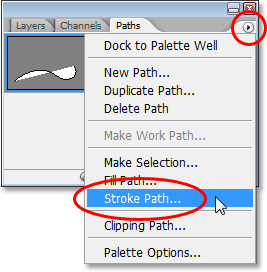 Layers Channels Paths
Dock to Palette Well
New Path...
Duplicate Path...
Delete Path
Make Work Path...
Make Selection...
Fill Path...
Stroke Path...
Clipping Path...
Palette Options...